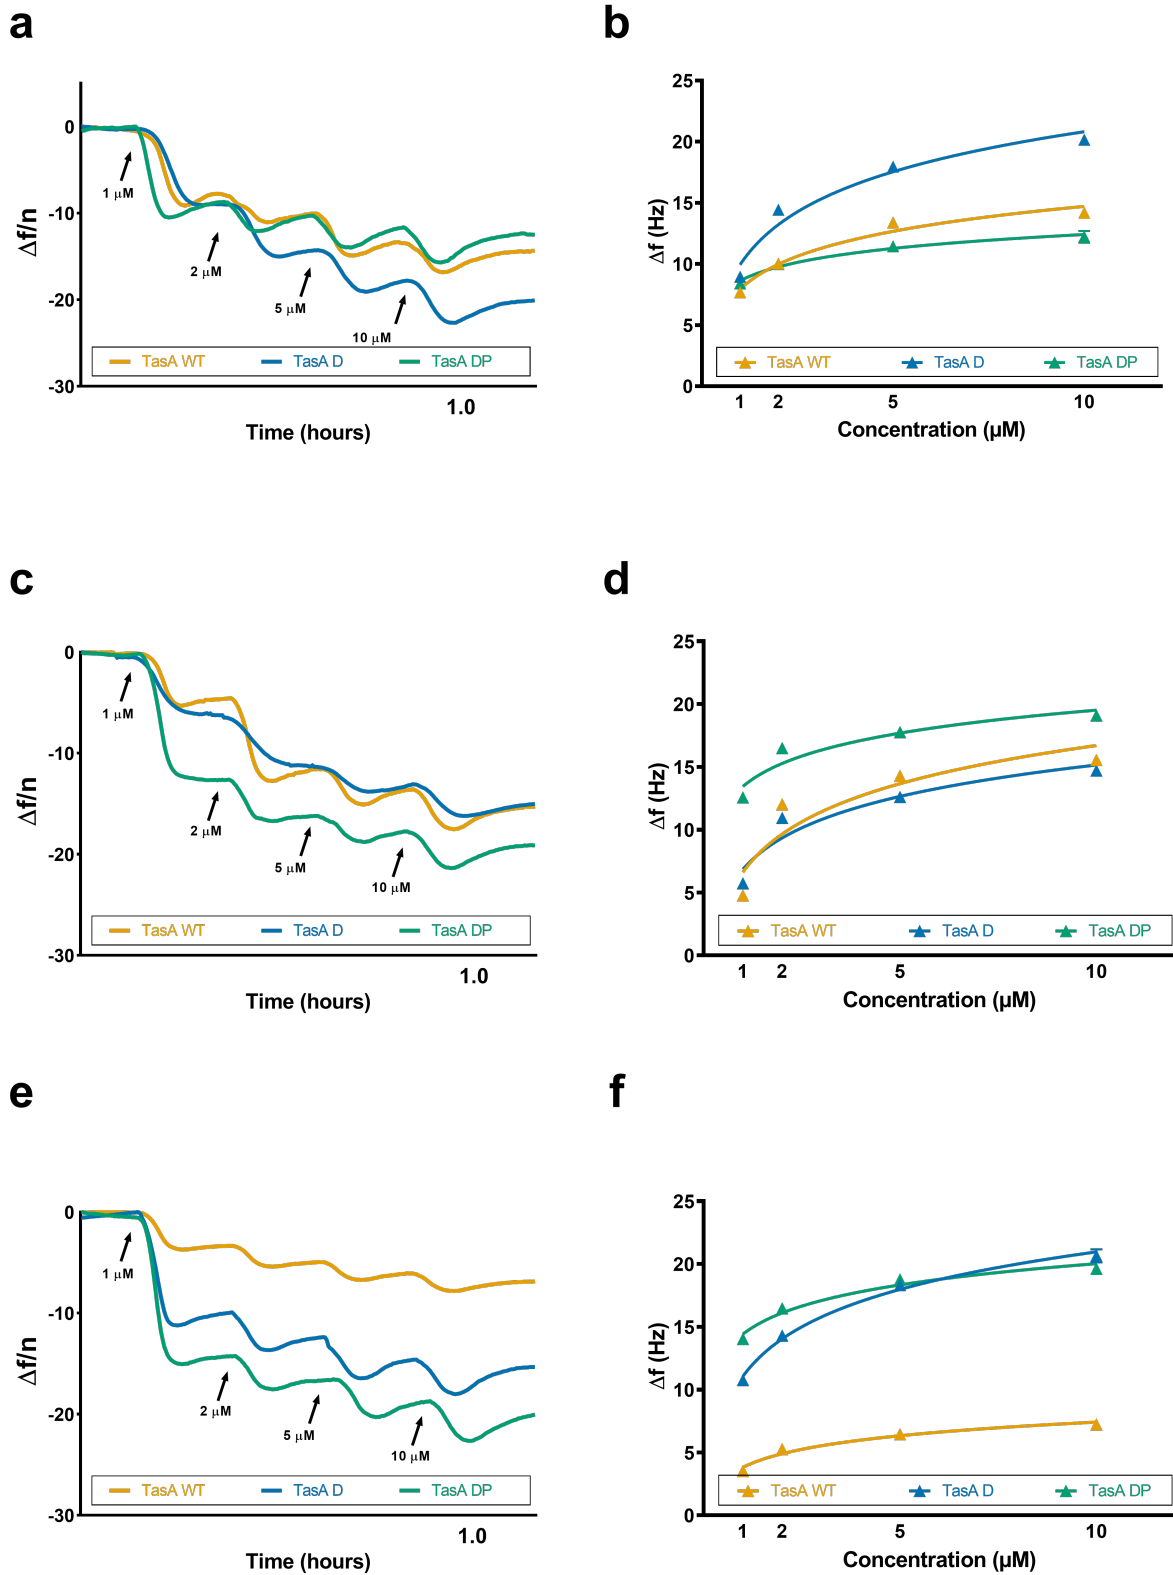 a
0
-10
-20
-30
Δf/n
1 μM
2 μM
5 μM
10 μM
TasA WT TasA D TasA DP
1.0
Time (hours)
b
25
20
15
10
5
0
Δf (Hz)
TasA WT TasA D TasA DP
1 2 5 10
Concentration (μM)
c
0
-10
-20
-30
Δf/n
1 μM
2 μM
5 μM
10 μM
TasA WT TasA D TasA DP
1.0
Time (hours)
d
25
20
15
10
5
0
Δf (Hz)
TasA WT TasA D TasA DP
1 2 5 10
Concentration (μM)
e
0
-10
-20
-30
Δf/n
1 μM
2 μM
5 μM
10 μM
TasA WT TasA D TasA DP
1.0
Time (hours)
f
25
20
15
10
5
0
Δf (Hz)
TasA WT TasA D TasA DP
1 2 5 10
Concentration (μM)